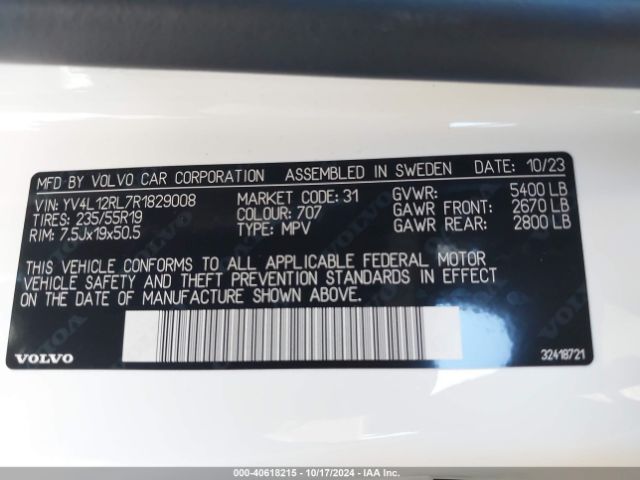 MFD BY VOLVO CAR CORPORATION ASSEMBLED IN SWEDEN DATE: 10/23
VIN: YV4L12RL7R1829008 MARKET CODE: 31 GVWR: 5400 LB
TIRES: 235/55R19 COLOUR: 707 GAWR FRONT: 2670 LB
RIM: 7.5Jx19x50.5 TYPE: MPV GAWR REAR: 2800 LB
THIS VEHICLE CONFORMS TO ALL APPLICABLE FEDERAL MOTOR
VEHICLE SAFETY AND THEFT PREVENTION STANDARDS IN EFFECT
ON THE DATE OF MANUFACTURE SHOWN ABOVE.
VOLVO 32418721
000-40618215 - 10/17/2024 - IAA Inc.